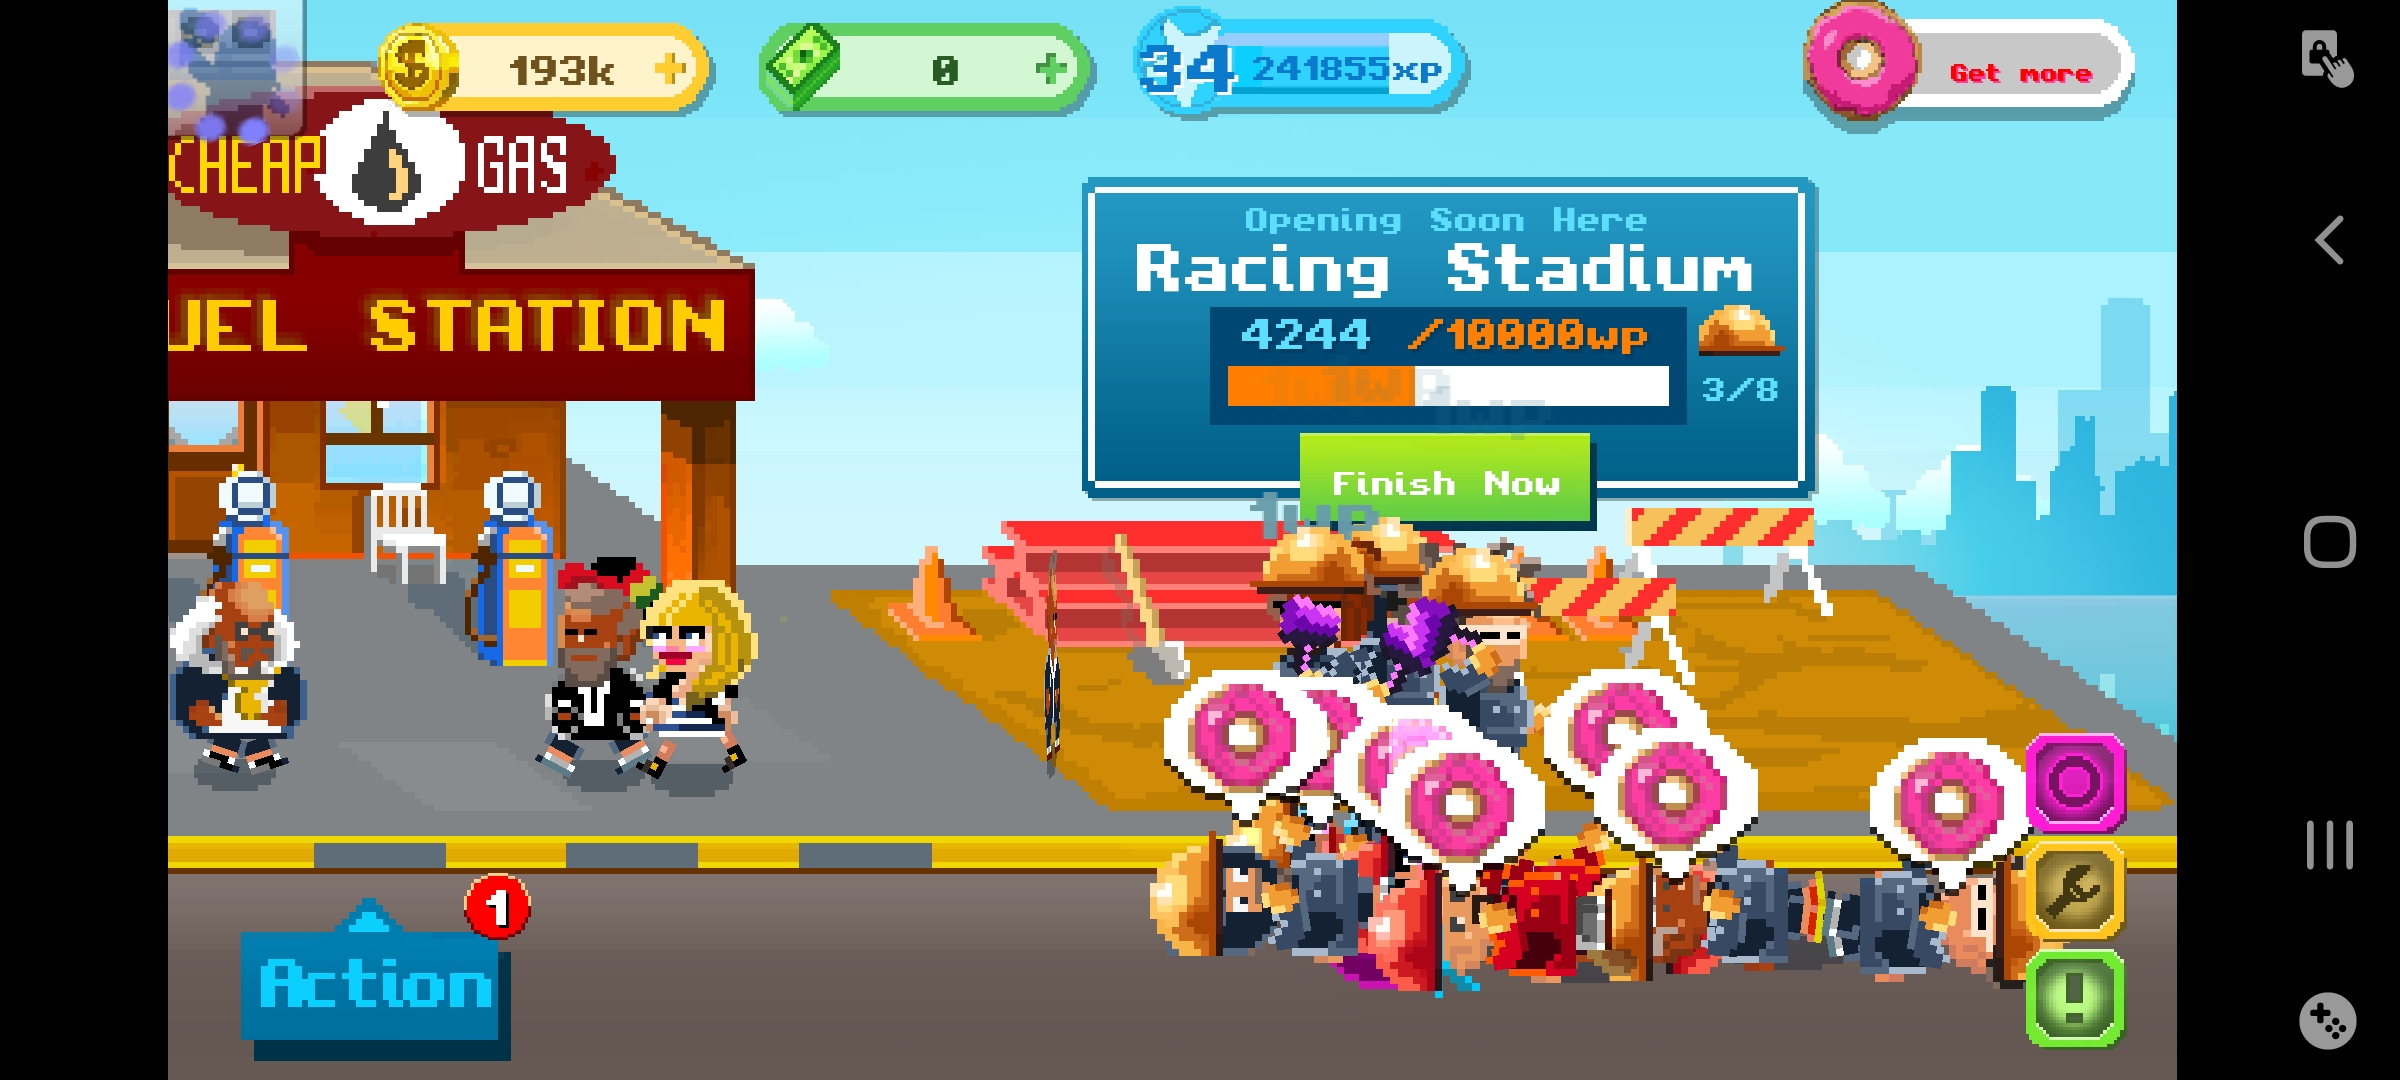 193k
0
34
241855xp
Get more
CHEAP GAS
UEL STATION
Opening Soon Here
Racing Stadium
4244 /10000wp
3/8
Finish Now
1wp
1
Action